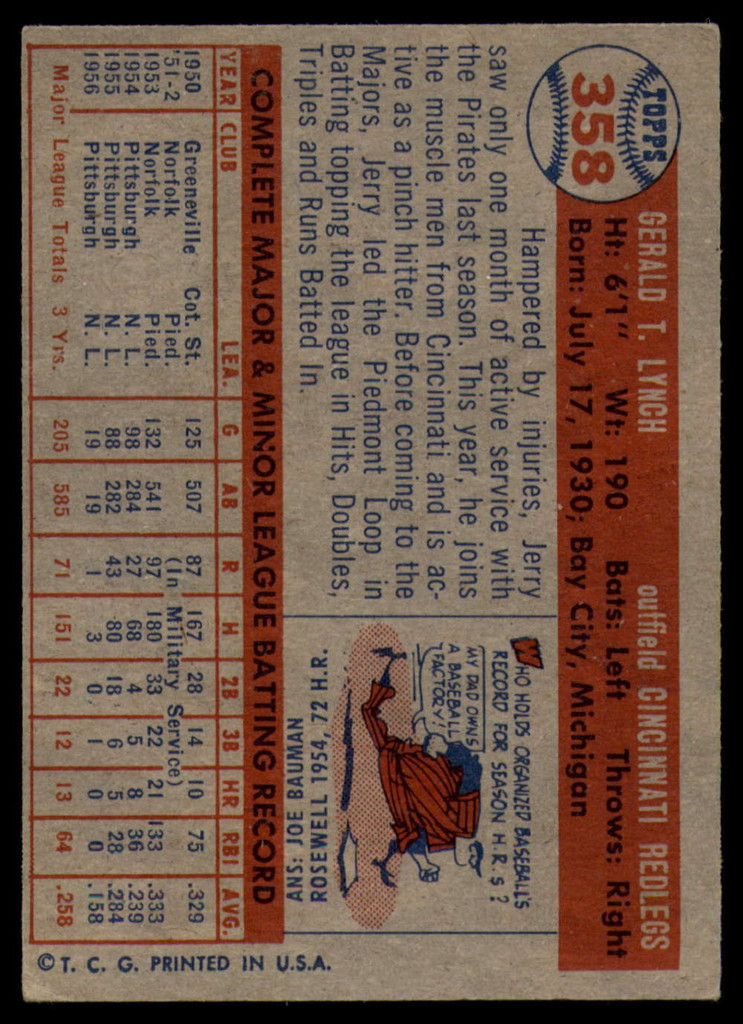 TOPPS
358
GERALD T. LYNCH outfield CINCINNATI REDLEGS
Ht: 6'1" Wt: 190 Bats: Left Throws: Right
Born: July 17, 1930; Bay City, Michigan
Hampered by injuries, Jerry
saw only one month of active service with
the Pirates last season. This year, he joins
the muscle men from Cincinnati and is ac-
tive as a pinch hitter. Before coming to the
Majors, Jerry led the Piedmont Loop in
Batting topping the league in Hits, Doubles,
Triples and Runs Batted In.
WHO HOLDS ORGANIZED BASEBALL'S
RECORD FOR SEASON H.R.s ?
MY DAD OWNS
A BASEBALL
FACTORY!
ANS: JOE BAUMAN
ROSEWELL 1954, 72 H.R.
COMPLETE MAJOR & MINOR LEAGUE BATTING RECORD
YEAR CLUB LEA. G AB R H 2B 3B HR RBI AVG.
1950 Greeneville Cot. St. 125 507 87 167 28 14 10 75 .329
'51-2 Norfolk Pied. (In Military Service)
1953 Norfolk Pied. 132 541 97 180 33 22 21 133 .333
1954 Pittsburgh N. L. 98 284 27 68 4 5 8 36 .239
1955 Pittsburgh N. L. 88 282 43 80 18 6 5 28 .284
1956 Pittsburgh N. L. 19 19 1 3 0 1 0 0 .158
Major League Totals 3 Yrs. 205 585 71 151 22 12 13 64 .258
© T. C. G. PRINTED IN U.S.A.